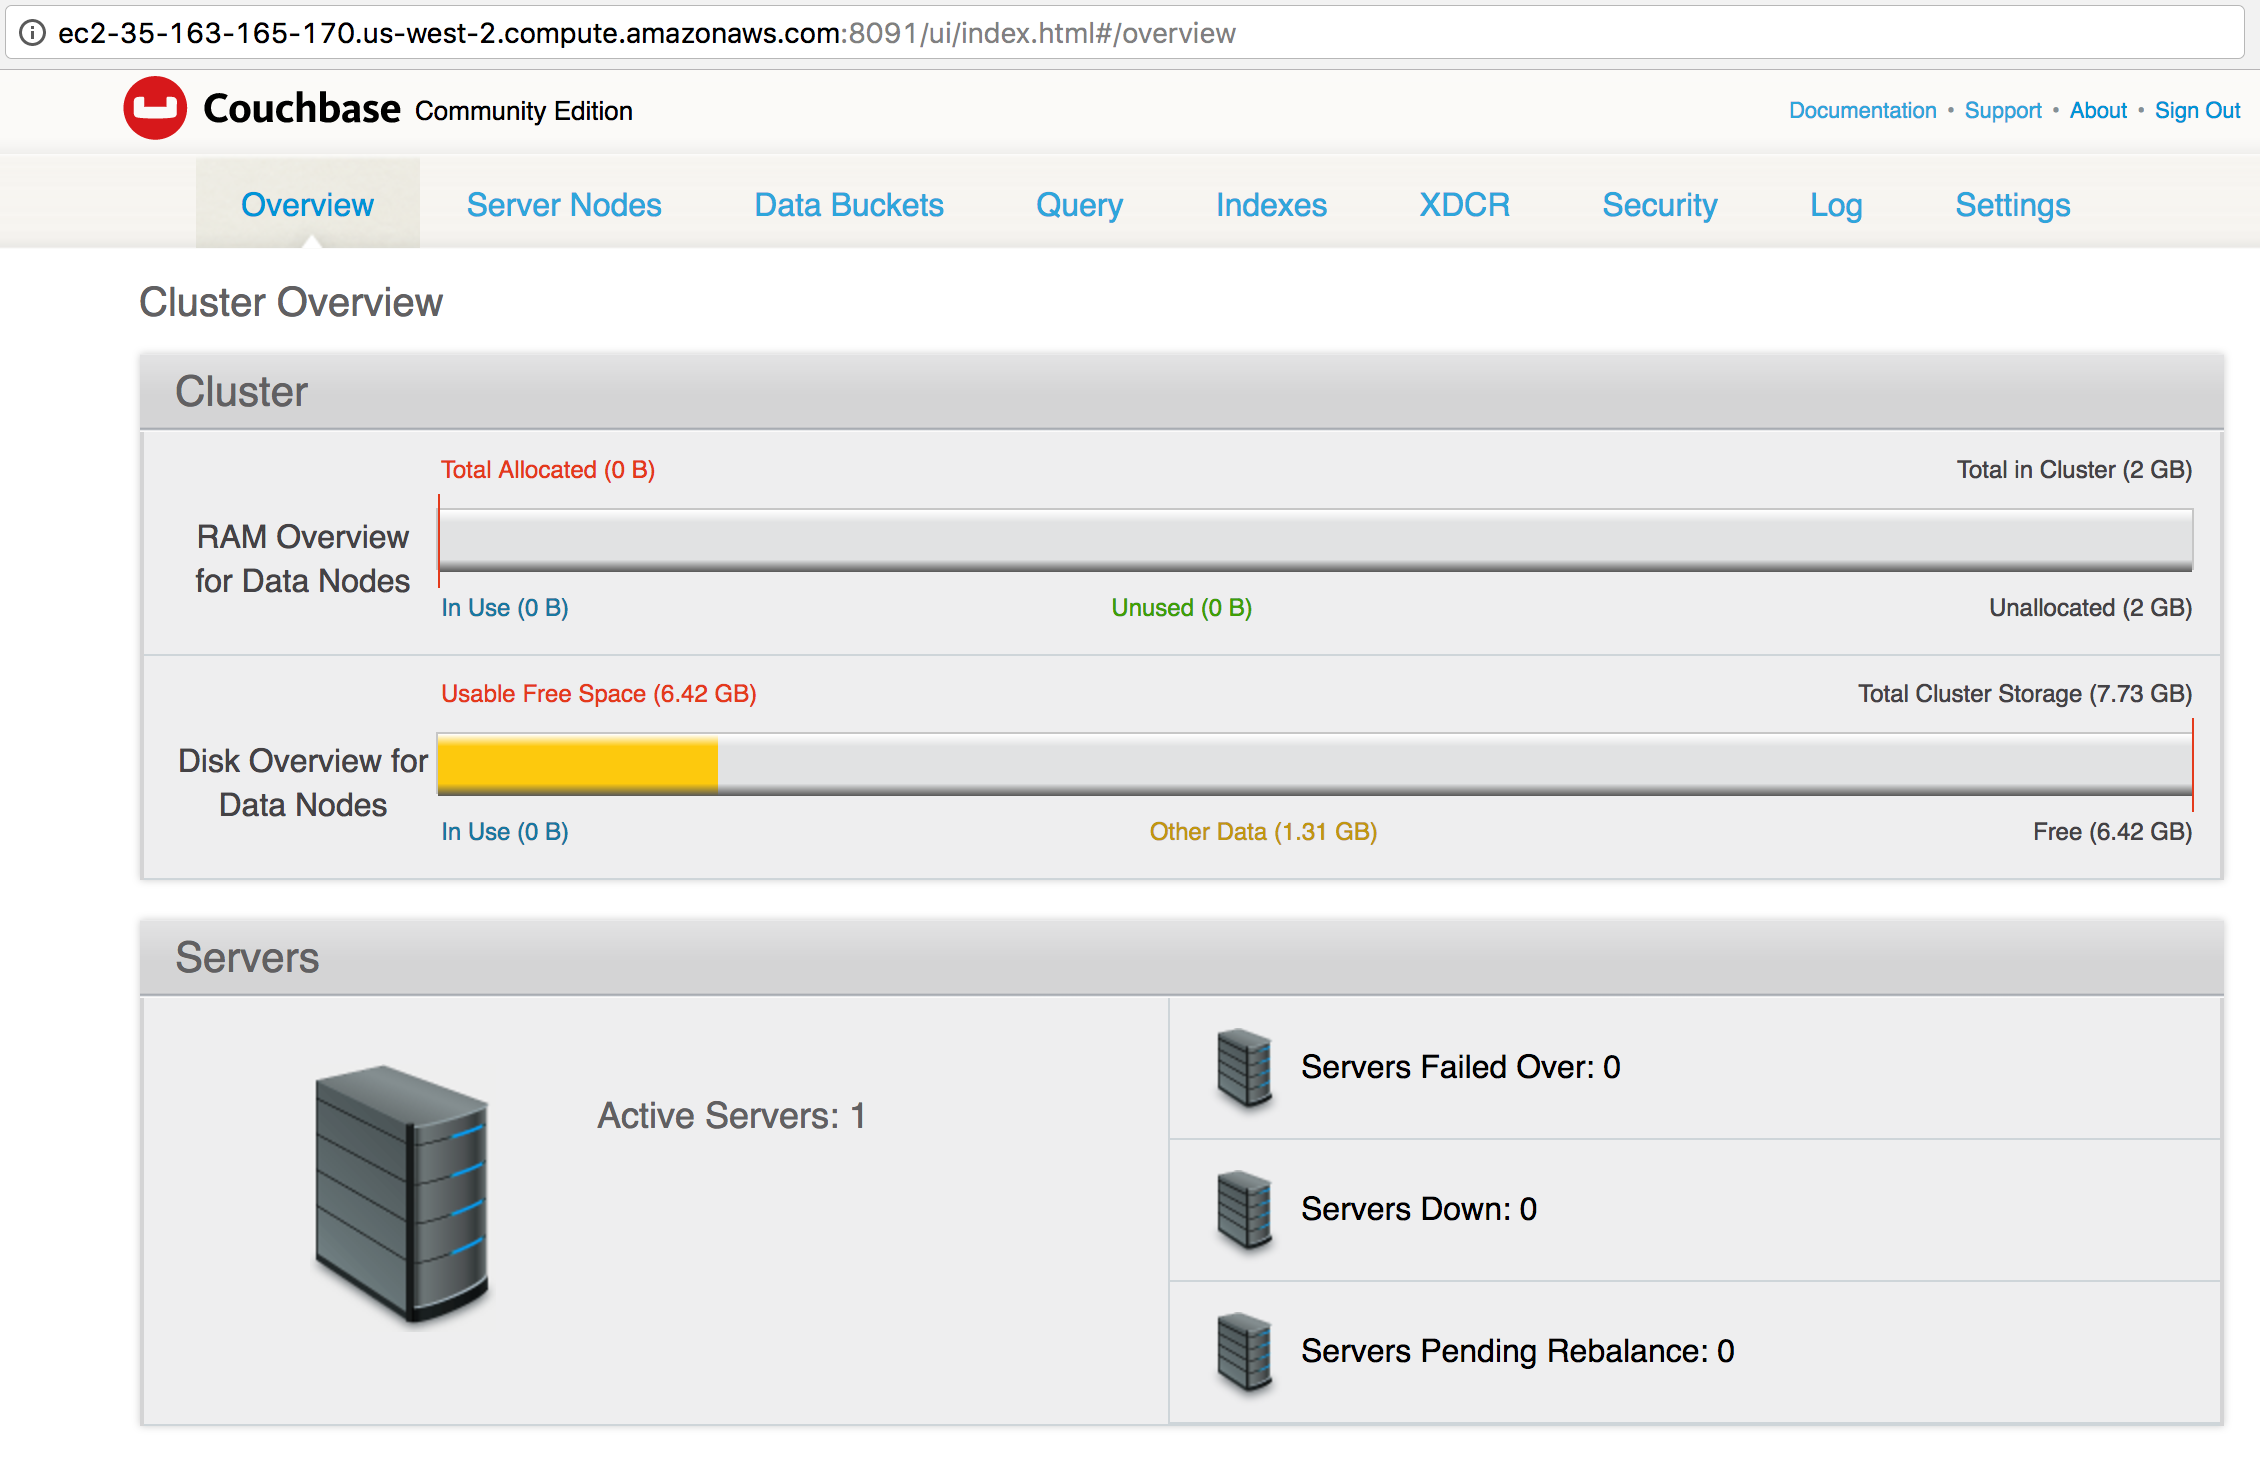 ec2-35-163-165-170.us-west-2.compute.amazonaws.com:8091/ui/index.html#/overview
Couchbase Community Edition
Documentation • Support • About • Sign Out
Overview Server Nodes Data Buckets Query Indexes XDCR Security Log Settings
Cluster Overview
Cluster
Total Allocated (0 B) Total in Cluster (2 GB)
RAM Overview
for Data Nodes
In Use (0 B) Unused (0 B) Unallocated (2 GB)
Usable Free Space (6.42 GB) Total Cluster Storage (7.73 GB)
Disk Overview for
Data Nodes
In Use (0 B) Other Data (1.31 GB) Free (6.42 GB)
Servers
Active Servers: 1
Servers Failed Over: 0
Servers Down: 0
Servers Pending Rebalance: 0